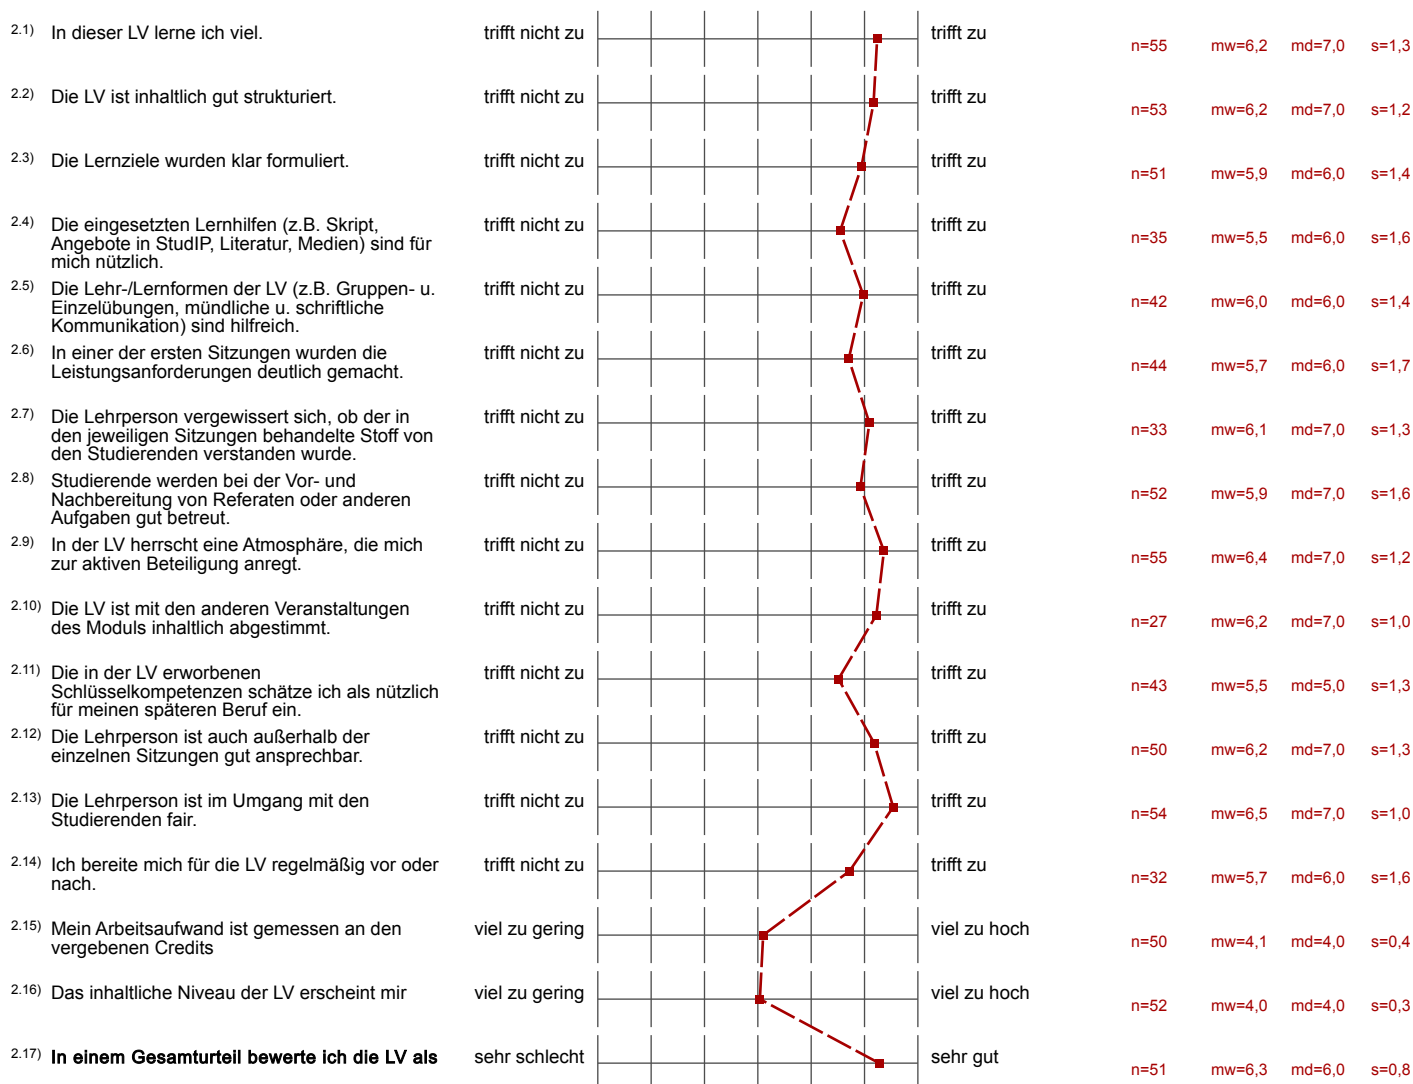 2.1) In dieser LV lerne ich viel. trifft nicht zu trifft zu n=55 mw=6,2 md=7,0 s=1,3
2.2) Die LV ist inhaltlich gut strukturiert. trifft nicht zu trifft zu n=53 mw=6,2 md=7,0 s=1,2
2.3) Die Lernziele wurden klar formuliert. trifft nicht zu trifft zu n=51 mw=5,9 md=6,0 s=1,4
2.4) Die eingesetzten Lernhilfen (z.B. Skript, trifft nicht zu trifft zu n=35 mw=5,5 md=6,0 s=1,6
Angebote in StudIP, Literatur, Medien) sind für
mich nützlich.
2.5) Die Lehr-/Lernformen der LV (z.B. Gruppen- u. trifft nicht zu trifft zu n=42 mw=6,0 md=6,0 s=1,4
Einzelübungen, mündliche u. schriftliche
Kommunikation) sind hilfreich.
2.6) In einer der ersten Sitzungen wurden die trifft nicht zu trifft zu n=44 mw=5,7 md=6,0 s=1,7
Leistungsanforderungen deutlich gemacht.
2.7) Die Lehrperson vergewissert sich, ob der in trifft nicht zu trifft zu n=33 mw=6,1 md=7,0 s=1,3
den jeweiligen Sitzungen behandelte Stoff von
den Studierenden verstanden wurde.
2.8) Studierende werden bei der Vor- und trifft nicht zu trifft zu n=52 mw=5,9 md=7,0 s=1,6
Nachbereitung von Referaten oder anderen
Aufgaben gut betreut.
2.9) In der LV herrscht eine Atmosphäre, die mich trifft nicht zu trifft zu n=55 mw=6,4 md=7,0 s=1,2
zur aktiven Beteiligung anregt.
2.10) Die LV ist mit den anderen Veranstaltungen trifft nicht zu trifft zu n=27 mw=6,2 md=7,0 s=1,0
des Moduls inhaltlich abgestimmt.
2.11) Die in der LV erworbenen trifft nicht zu trifft zu n=43 mw=5,5 md=5,0 s=1,3
Schlüsselkompetenzen schätze ich als nützlich
für meinen späteren Beruf ein.
2.12) Die Lehrperson ist auch außerhalb der trifft nicht zu trifft zu n=50 mw=6,2 md=7,0 s=1,3
einzelnen Sitzungen gut ansprechbar.
2.13) Die Lehrperson ist im Umgang mit den trifft nicht zu trifft zu n=54 mw=6,5 md=7,0 s=1,0
Studierenden fair.
2.14) Ich bereite mich für die LV regelmäßig vor oder trifft nicht zu trifft zu n=32 mw=5,7 md=6,0 s=1,6
nach.
2.15) Mein Arbeitsaufwand ist gemessen an den viel zu gering viel zu hoch n=50 mw=4,1 md=4,0 s=0,4
vergebenen Credits
2.16) Das inhaltliche Niveau der LV erscheint mir viel zu gering viel zu hoch n=52 mw=4,0 md=4,0 s=0,3
2.17) In einem Gesamturteil bewerte ich die LV als sehr schlecht sehr gut n=51 mw=6,3 md=6,0 s=0,8